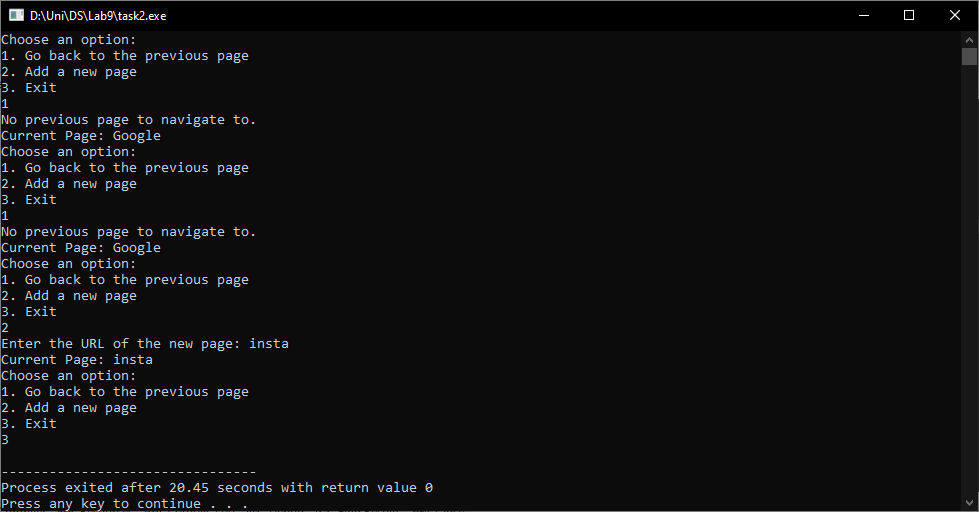 D:\Uni\DS\Lab9\task2.exe
Choose an option:
1. Go back to the previous page
2. Add a new page
3. Exit
1
No previous page to navigate to.
Current Page: Google
Choose an option:
1. Go back to the previous page
2. Add a new page
3. Exit
1
No previous page to navigate to.
Current Page: Google
Choose an option:
1. Go back to the previous page
2. Add a new page
3. Exit
2
Enter the URL of the new page: insta
Current Page: insta
Choose an option:
1. Go back to the previous page
2. Add a new page
3. Exit
3
--------------------------------
Process exited after 20.45 seconds with return value 0
Press any key to continue . . .